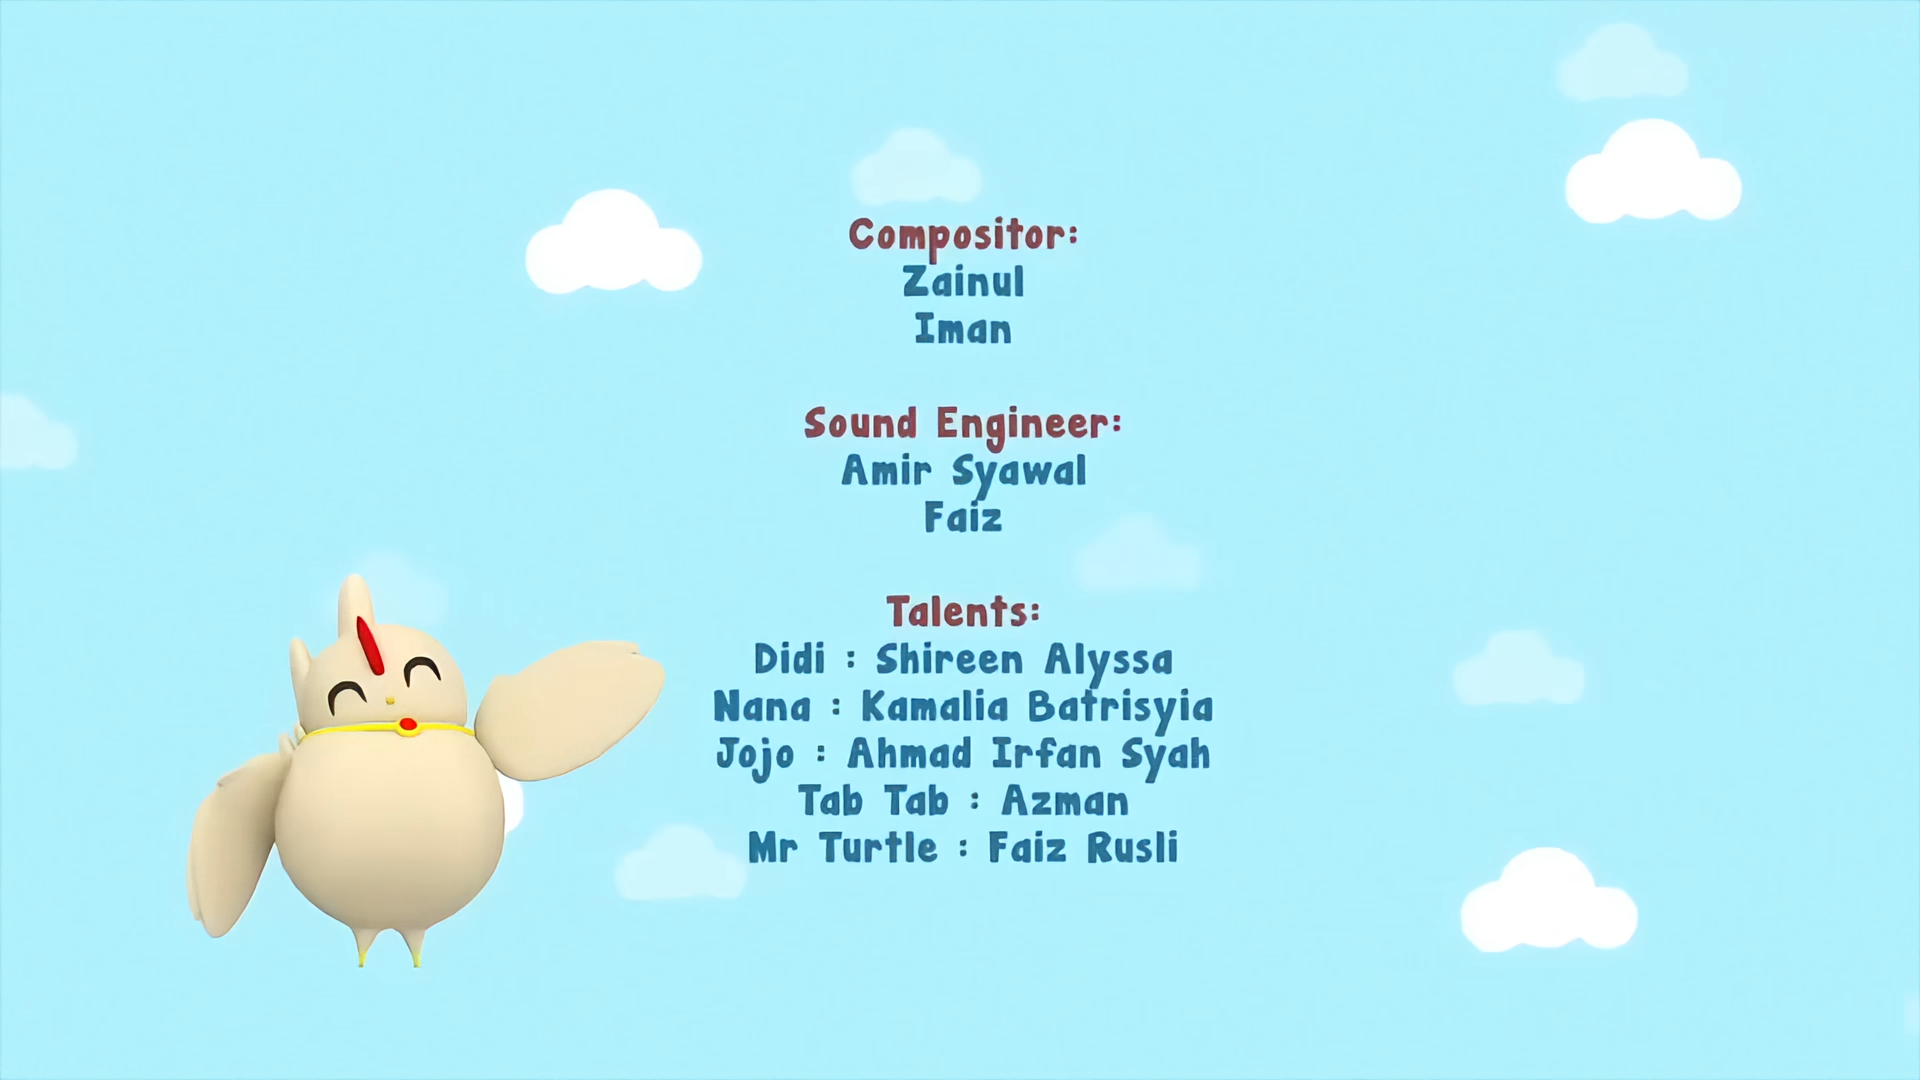 Compositor:
Zainul
Iman
Sound Engineer:
Amir Syawal
Faiz
Talents:
Didi : Shireen Alyssa
Nana : Kamalia Batrisyia
Jojo : Ahmad Irfan Syah
Tab Tab : Azman
Mr Turtle : Faiz Rusli